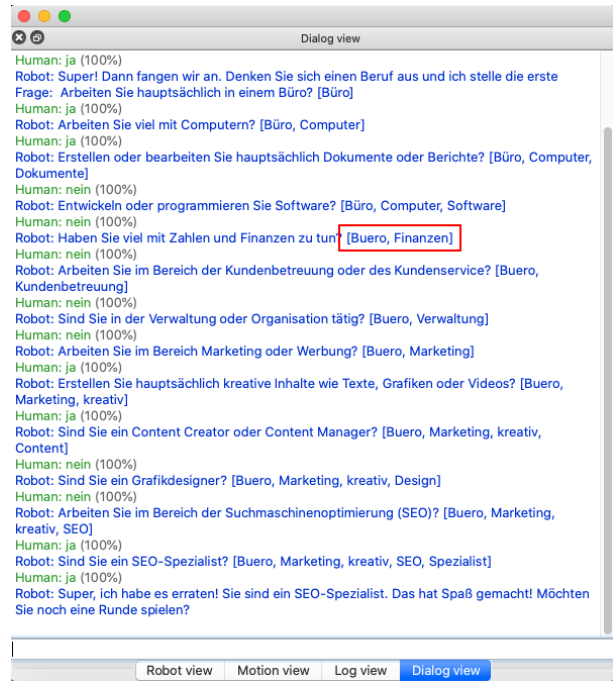 Dialog view
Human: ja (100%)
Robot: Super! Dann fangen wir an. Denken Sie sich einen Beruf aus und ich stelle die erste
Frage:  Arbeiten Sie hauptsächlich in einem Büro? [Büro]
Human: ja (100%)
Robot: Arbeiten Sie viel mit Computern? [Büro, Computer]
Human: ja (100%)
Robot: Erstellen oder bearbeiten Sie hauptsächlich Dokumente oder Berichte? [Büro, Computer,
Dokumente]
Human: nein (100%)
Robot: Entwickeln oder programmieren Sie Software? [Büro, Computer, Software]
Human: nein (100%)
Robot: Haben Sie viel mit Zahlen und Finanzen zu tun? [Buero, Finanzen]
Human: nein (100%)
Robot: Arbeiten Sie im Bereich der Kundenbetreuung oder des Kundenservice? [Buero,
Kundenbetreuung]
Human: nein (100%)
Robot: Sind Sie in der Verwaltung oder Organisation tätig? [Buero, Verwaltung]
Human: nein (100%)
Robot: Arbeiten Sie im Bereich Marketing oder Werbung? [Buero, Marketing]
Human: ja (100%)
Robot: Erstellen Sie hauptsächlich kreative Inhalte wie Texte, Grafiken oder Videos? [Buero,
Marketing, kreativ]
Human: ja (100%)
Robot: Sind Sie ein Content Creator oder Content Manager? [Buero, Marketing, kreativ,
Content]
Human: nein (100%)
Robot: Sind Sie ein Grafikdesigner? [Buero, Marketing, kreativ, Design]
Human: nein (100%)
Robot: Arbeiten Sie im Bereich der Suchmaschinenoptimierung (SEO)? [Buero, Marketing,
kreativ, SEO]
Human: ja (100%)
Robot: Sind Sie ein SEO-Spezialist? [Buero, Marketing, kreativ, SEO, Spezialist]
Human: ja (100%)
Robot: Super, ich habe es erraten! Sie sind ein SEO-Spezialist. Das hat Spaß gemacht! Möchten
Sie noch eine Runde spielen?
Robot view Motion view Log view Dialog view